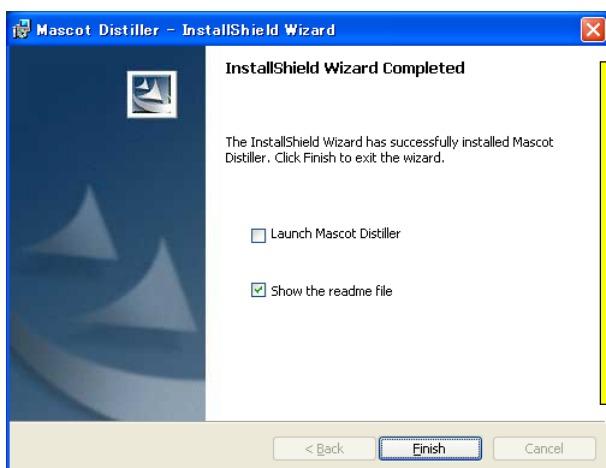 Mascot Distiller - InstallShield Wizard
InstallShield Wizard Completed
The InstallShield Wizard has successfully installed Mascot
Distiller. Click Finish to exit the wizard.
Launch Mascot Distiller
Show the readme file
< Back
Finish
Cancel